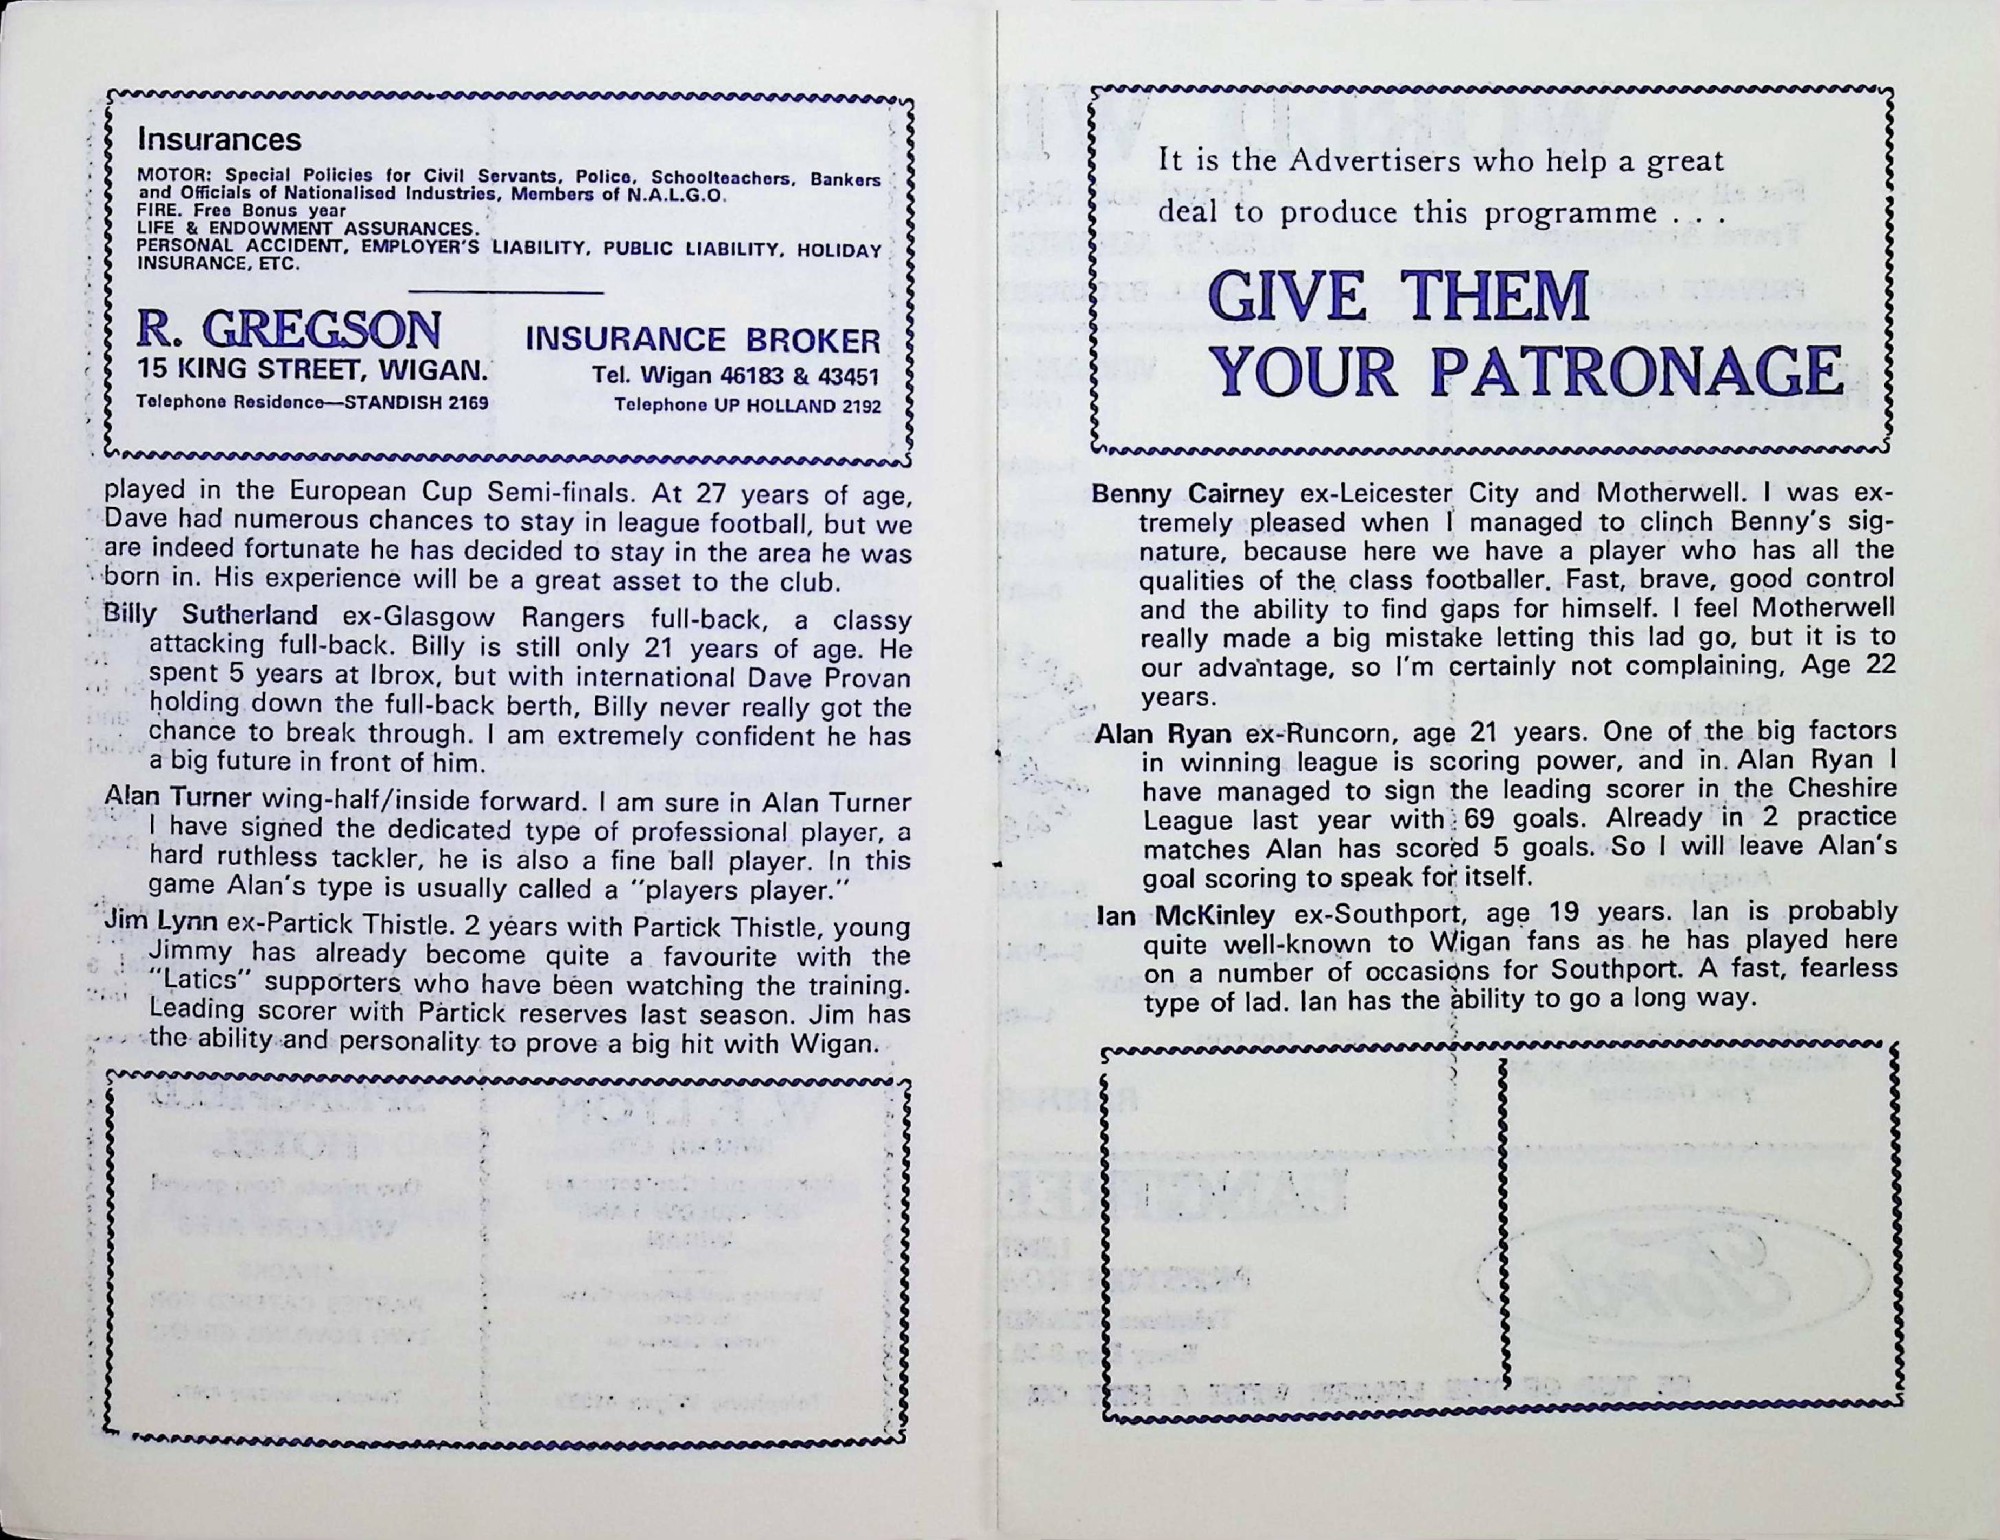 Insurances
MOTOR: Special Policies for Civil Servants, Police, Schoolteachers, Bankers
and Officials of Nationalised Industries, Members of N.A.L.G.O.
FIRE. Free Bonus year
LIFE & ENDOWMENT ASSURANCES.
PERSONAL ACCIDENT, EMPLOYER'S LIABILITY, PUBLIC LIABILITY, HOLIDAY
INSURANCE, ETC.
R. GREGSON INSURANCE BROKER
15 KING STREET, WIGAN. Tel. Wigan 46183 & 43451
Telephone Residence—STANDISH 2169 Telephone UP HOLLAND 2192
played in the European Cup Semi-finals. At 27 years of age,
Dave had numerous chances to stay in league football, but we
are indeed fortunate he has decided to stay in the area he was
born in. His experience will be a great asset to the club.
Billy Sutherland ex-Glasgow Rangers full-back, a classy
attacking full-back. Billy is still only 21 years of age. He
spent 5 years at Ibrox, but with international Dave Provan
holding down the full-back berth, Billy never really got the
chance to break through. I am extremely confident he has
a big future in front of him.
Alan Turner wing-half/inside forward. I am sure in Alan Turner
I have signed the dedicated type of professional player, a
hard ruthless tackler, he is also a fine ball player. In this
game Alan's type is usually called a "players player."
Jim Lynn ex-Partick Thistle. 2 years with Partick Thistle, young
Jimmy has already become quite a favourite with the
"Latics" supporters who have been watching the training.
Leading scorer with Partick reserves last season. Jim has
the ability and personality to prove a big hit with Wigan.
It is the Advertisers who help a great
deal to produce this programme . . .
GIVE THEM
YOUR PATRONAGE
Benny Cairney ex-Leicester City and Motherwell. I was ex-
tremely pleased when I managed to clinch Benny's sig-
nature, because here we have a player who has all the
qualities of the class footballer. Fast, brave, good control
and the ability to find gaps for himself. I feel Motherwell
really made a big mistake letting this lad go, but it is to
our advantage, so I'm certainly not complaining, Age 22
years.
Alan Ryan ex-Runcorn, age 21 years. One of the big factors
in winning league is scoring power, and in. Alan Ryan I
have managed to sign the leading scorer in the Cheshire
League last year with 69 goals. Already in 2 practice
matches Alan has scored 5 goals. So I will leave Alan's
goal scoring to speak for itself.
Ian McKinley ex-Southport, age 19 years. Ian is probably
quite well-known to Wigan fans as he has played here
on a number of occasions for Southport. A fast, fearless
type of lad. Ian has the ability to go a long way.